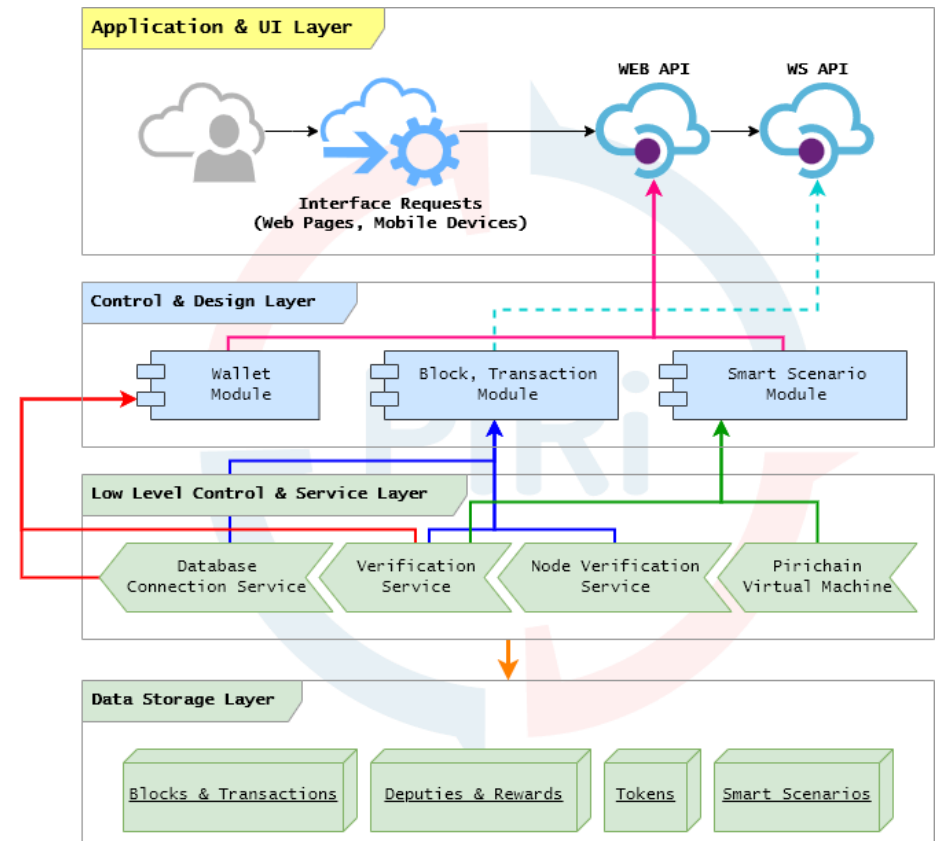 Application & UI Layer
WEB API
WS API
Interface Requests
(Web Pages, Mobile Devices)
Control & Design Layer
Wallet
Module
Block, Transaction
Module
Smart Scenario
Module
PiRi
Low Level Control & Service Layer
Database
Connection Service
Verification
Service
Node Verification
Service
Pirichain
Virtual Machine
Data Storage Layer
Blocks & Transactions
Deputies & Rewards
Tokens
Smart Scenarios